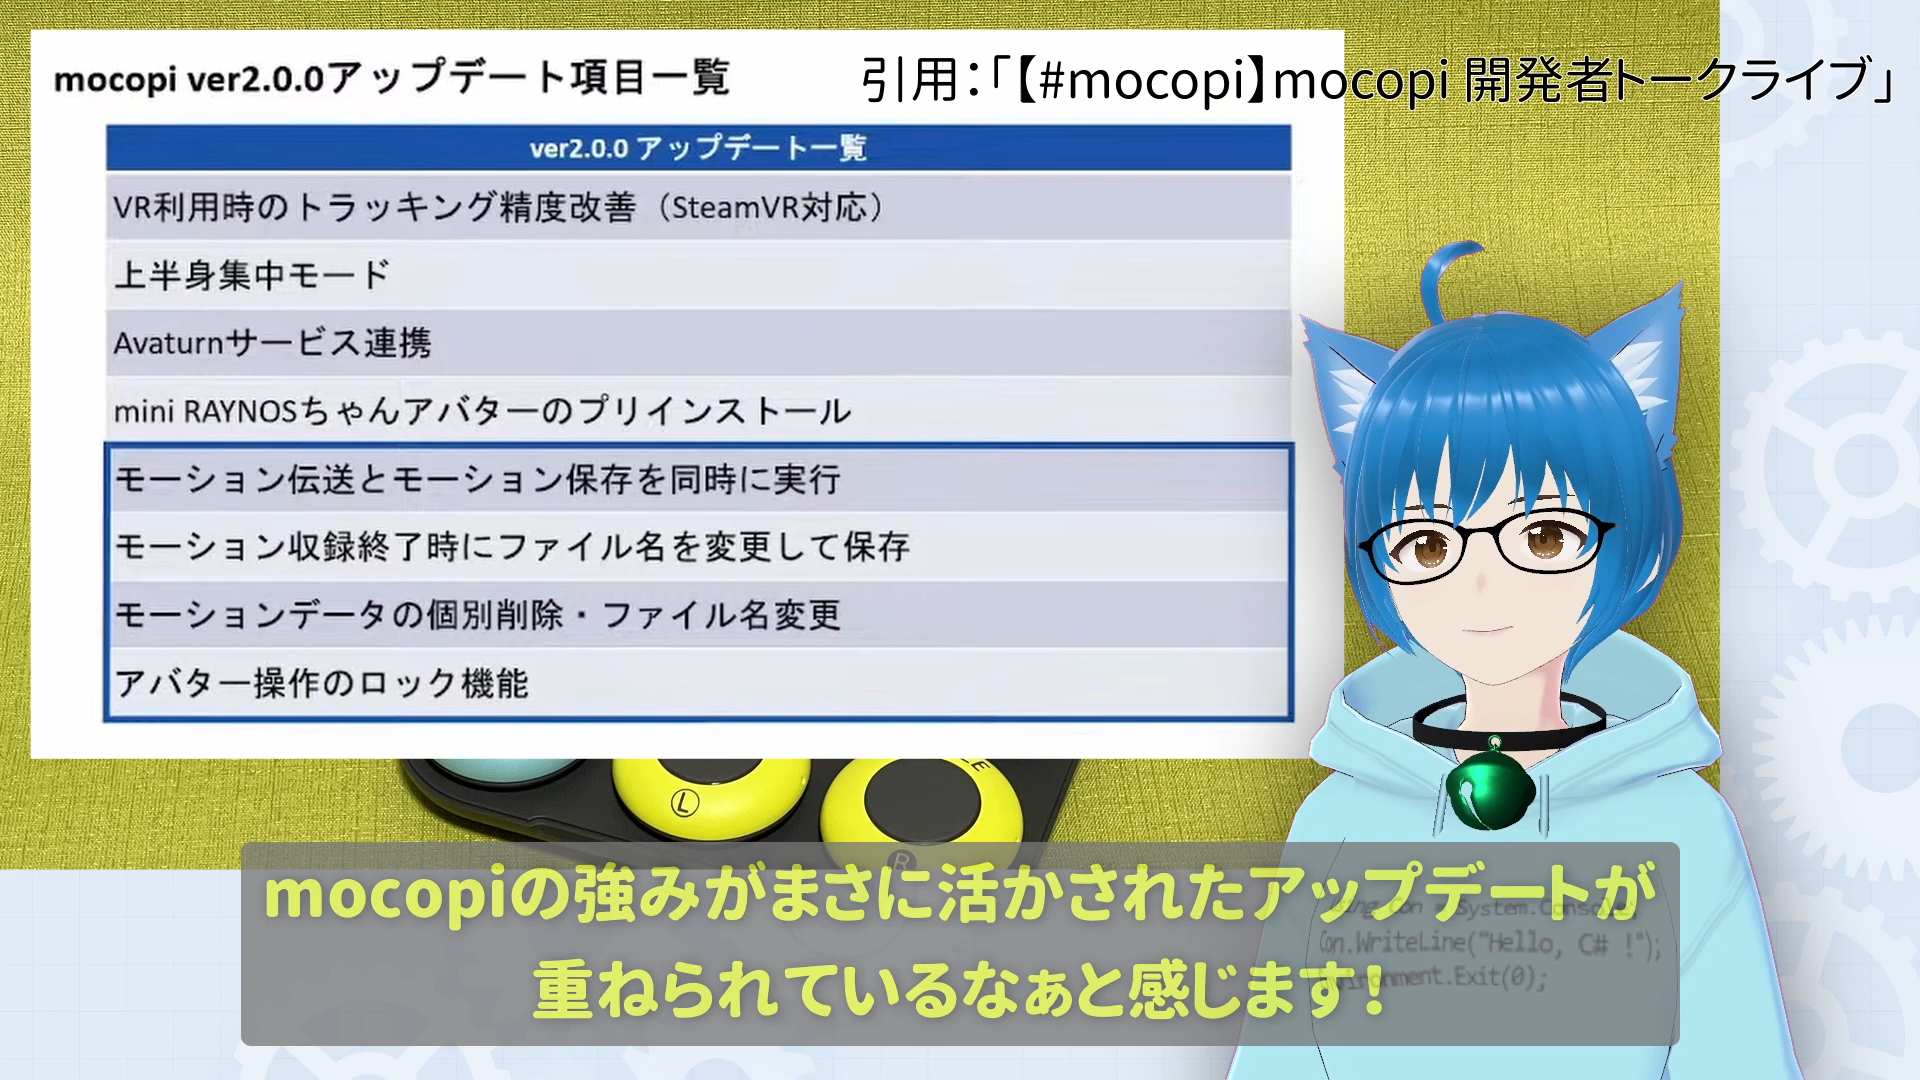 mocopi ver2.0.0アップデート項目一覧
引用：「【#mocopi】mocopi 開発者トークライブ」
ver2.0.0 アップデート一覧
VR利用時のトラッキング精度改善（SteamVR対応）
上半身集中モード
Avaturnサービス連携
mini RAYNOSちゃんアバターのプリインストール
モーション伝送とモーション保存を同時に実行
モーション収録終了時にファイル名を変更して保存
モーションデータの個別削除・ファイル名変更
アバター操作のロック機能
L
R
mocopiの強みがまさに活かされたアップデートが
重ねられているなぁと感じます！
Using Con = System.Console;
Con.WriteLine("Hello, C# !");
Environment.Exit(0);